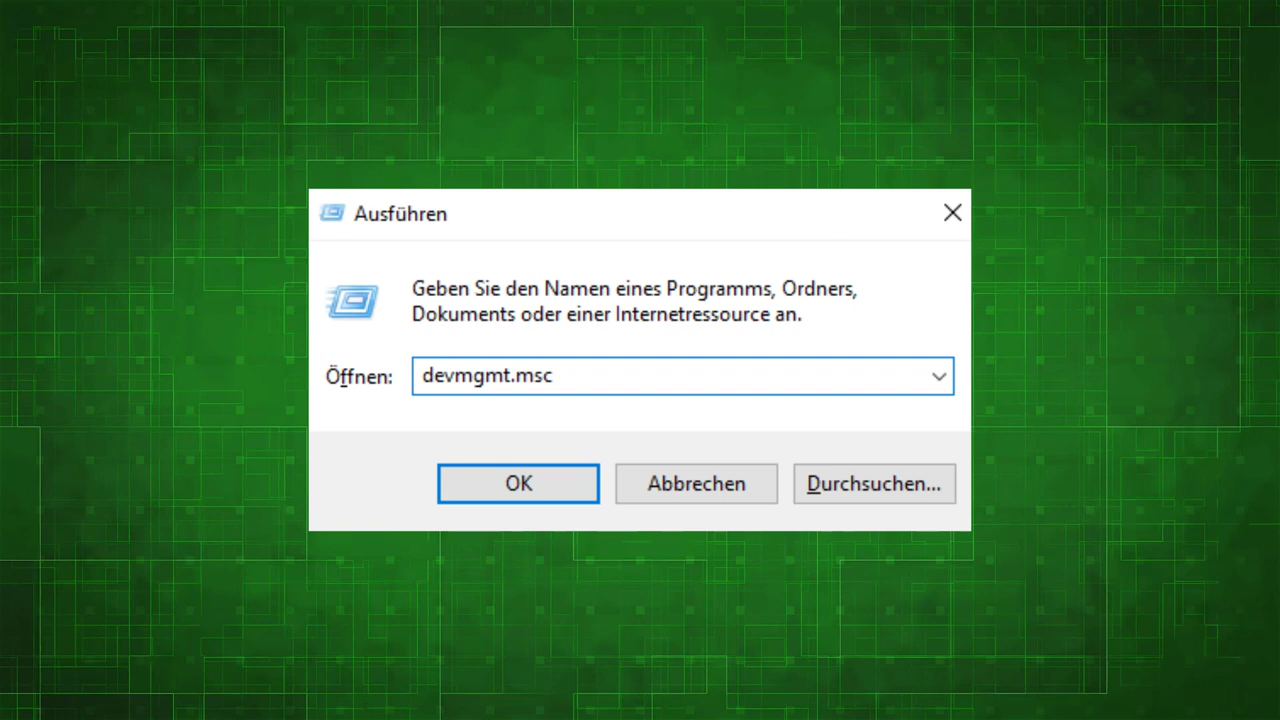 Ausführen
Geben Sie den Namen eines Programms, Ordners,
Dokuments oder einer Internetressource an.
Öffnen: devmgmt.msc
OK Abbrechen Durchsuchen...